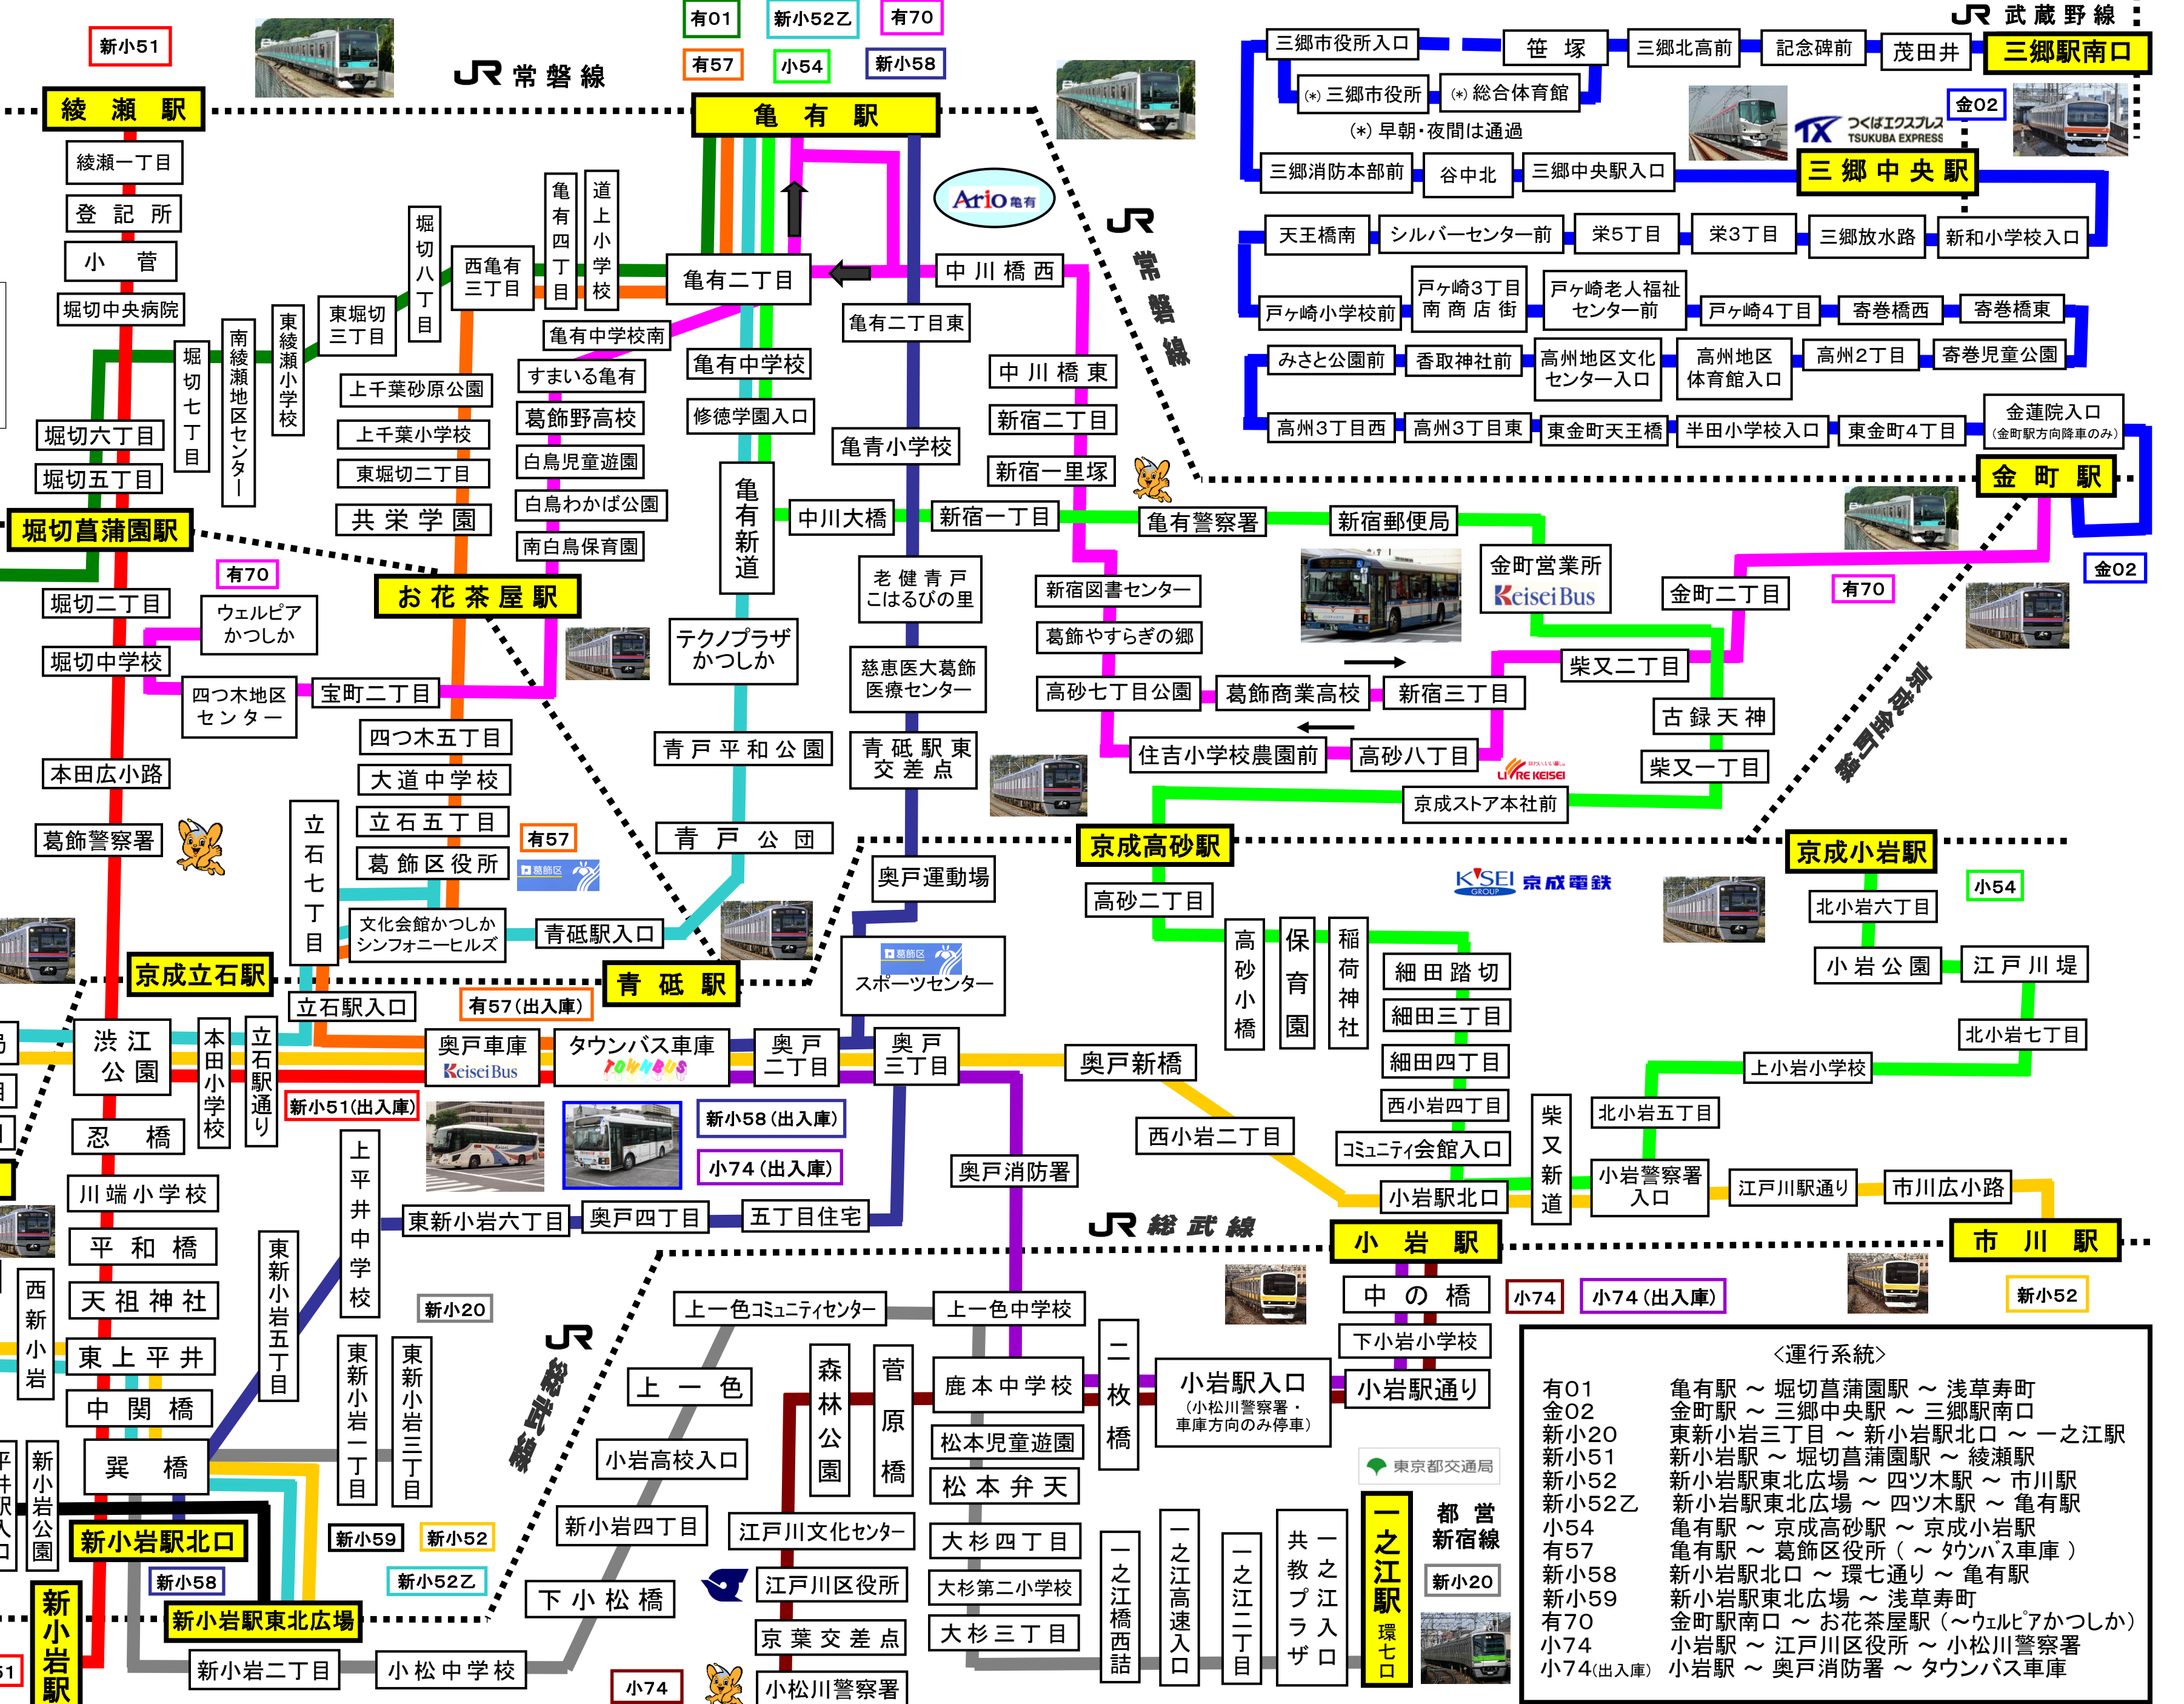 JR 武蔵野線
新小51
有01
新小52乙
有70
有57
小54
新小58
JR 常磐線
三郷市役所入口
笹塚
三郷北高前
記念碑前
茂田井
三郷駅南口
(*)三郷市役所
(*)総合体育館
(*)早朝・夜間は通過
金02
つくばエクスプレス
TX TSUKUBA EXPRESS
三郷消防本部前
谷中北
三郷中央駅入口
三郷中央駅
天王橋南
シルバーセンター前
栄5丁目
栄3丁目
三郷放水路
新和小学校入口
戸ヶ崎小学校前
戸ヶ崎3丁目
南商店街
戸ヶ崎老人福祉
センター前
戸ヶ崎4丁目
寄巻橋西
寄巻橋東
みさと公園前
香取神社前
高州地区文化
センター入口
高州地区
体育館入口
高州2丁目
寄巻児童公園
高州3丁目西
高州3丁目東
東金町天王橋
半田小学校入口
東金町4丁目
金蓮院入口
(金町駅方向降車のみ)
金町駅
金02
綾瀬駅
綾瀬一丁目
登記所
小菅
堀切中央病院
堀切六丁目
堀切五丁目
堀切菖蒲園駅
堀切二丁目
堀切中学校
本田広小路
葛飾警察署
京成立石駅
渋江
公園
忍橋
川端小学校
平和橋
天祖神社
東上平井
中関橋
巽橋
新小岩駅北口
新小岩駅
亀有駅
Ario 亀有
JR 常磐線
堀切七丁目
南綾瀬地区センター
東綾瀬小学校
東堀切
三丁目
堀切八丁目
西亀有
三丁目
亀有四丁目
道上小学校
亀有二丁目
中川橋西
亀有中学校南
すまいる亀有
葛飾野高校
白鳥児童遊園
白鳥わかば公園
南白鳥保育園
上千葉砂原公園
上千葉小学校
東堀切二丁目
共栄学園
お花茶屋駅
有70
ウェルピア
かつしか
四つ木地区
センター
宝町二丁目
四つ木五丁目
大道中学校
立石五丁目
葛飾区役所
有57
葛飾区
立石七丁目
文化会館かつしか
シンフォニーヒルズ
青砥駅入口
青砥駅
立石駅入口
有57(出入庫)
亀有中学校
修徳学園入口
亀有新道
テクノプラザ
かつしか
青戸平和公園
青戸公団
亀有二丁目東
亀青小学校
老健青戸
こはるびの里
慈恵医大葛飾
医療センター
青砥駅東
交差点
奥戸運動場
葛飾区
スポーツセンター
中川橋東
新宿二丁目
新宿一里塚
中川大橋
新宿一丁目
亀有警察署
新宿郵便局
金町営業所
KeiseiBus
新宿図書センター
葛飾やすらぎの郷
高砂七丁目公園
葛飾商業高校
新宿三丁目
柴又二丁目
金町二丁目
有70
住吉小学校農園前
高砂八丁目
LIVRE KEISEI
古録天神
柴又一丁目
京成金町線
京成ストア本社前
京成高砂駅
京成小岩駅
高砂二丁目
K'SEI GROUP 京成電鉄
小54
北小岩六丁目
小岩公園
江戸川堤
北小岩七丁目
上小岩小学校
北小岩五丁目
高砂小橋
保育園
稲荷神社
細田踏切
細田三丁目
細田四丁目
西小岩四丁目
コミュニティ会館入口
柴又新道
小岩警察署
入口
江戸川駅通り
市川広小路
市川駅
新小52
本田小学校
立石駅通り
奥戸車庫
KeiseiBus
タウンバス車庫
TOWNBUS
奥戸
二丁目
奥戸
三丁目
奥戸新橋
西小岩二丁目
小岩駅北口
小岩駅
JR 総武線
新小51(出入庫)
新小58(出入庫)
小74(出入庫)
奥戸消防署
上平井中学校
東新小岩六丁目
奥戸四丁目
五丁目住宅
東新小岩五丁目
西新小岩
新小20
JR 総武線
東新小岩一丁目
東新小岩三丁目
上一色コミュニティセンター
上一色中学校
上一色
小岩高校入口
新小岩四丁目
下小松橋
小松中学校
新小岩二丁目
新小岩公園
新小59
新小52
新小52乙
新小58
新小岩駅東北広場
森林公園
菅原橋
鹿本中学校
二枚橋
小岩駅入口
(小松川警察署・
車庫方向のみ停車)
小岩駅通り
中の橋
下小岩小学校
小74
小74(出入庫)
松本児童遊園
松本弁天
大杉四丁目
大杉第二小学校
大杉三丁目
江戸川文化センター
江戸川区役所
京葉交差点
小松川警察署
小74
一之江橋西詰
一之江高速入口
一之江二丁目
一之江入口
共教プラザ
一之江駅
環七口
東京都交通局
都営
新宿線
新小20
<運行系統>
有01 亀有駅 ～ 堀切菖蒲園駅 ～ 浅草寿町
金02 金町駅 ～ 三郷中央駅 ～ 三郷駅南口
新小20 東新小岩三丁目 ～ 新小岩駅北口 ～ 一之江駅
新小51 新小岩駅 ～ 堀切菖蒲園駅 ～ 綾瀬駅
新小52 新小岩駅東北広場 ～ 四ツ木駅 ～ 市川駅
新小52乙 新小岩駅東北広場 ～ 四ツ木駅 ～ 亀有駅
小54 亀有駅 ～ 京成高砂駅 ～ 京成小岩駅
有57 亀有駅 ～ 葛飾区役所 ( ～ タウンバス車庫 )
新小58 新小岩駅北口 ～ 環七通り ～ 亀有駅
新小59 新小岩駅東北広場 ～ 浅草寿町
有70 金町駅南口 ～ お花茶屋駅 (～ウェルピアかつしか)
小74 小岩駅 ～ 江戸川区役所 ～ 小松川警察署
小74(出入庫) 小岩駅 ～ 奥戸消防署 ～ タウンバス車庫